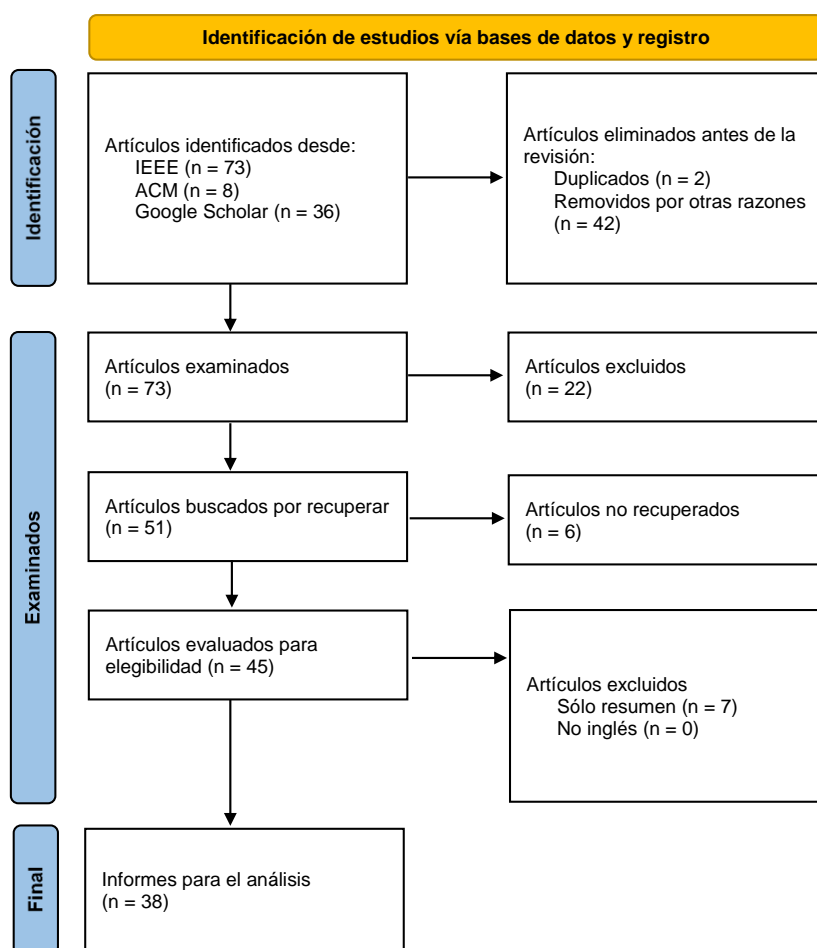 Identificación de estudios vía bases de datos y registro
Identificación
Artículos identificados desde:
IEEE (n = 73)
ACM (n = 8)
Google Scholar (n = 36)
Artículos eliminados antes de la
revisión:
Duplicados (n = 2)
Removidos por otras razones
(n = 42)
Examinados
Artículos examinados
(n = 73)
Artículos excluidos
(n = 22)
Artículos buscados por recuperar
(n = 51)
Artículos no recuperados
(n = 6)
Artículos evaluados para
elegibilidad (n = 45)
Artículos excluidos
Sólo resumen (n = 7)
No inglés (n = 0)
Final
Informes para el análisis
(n = 38)